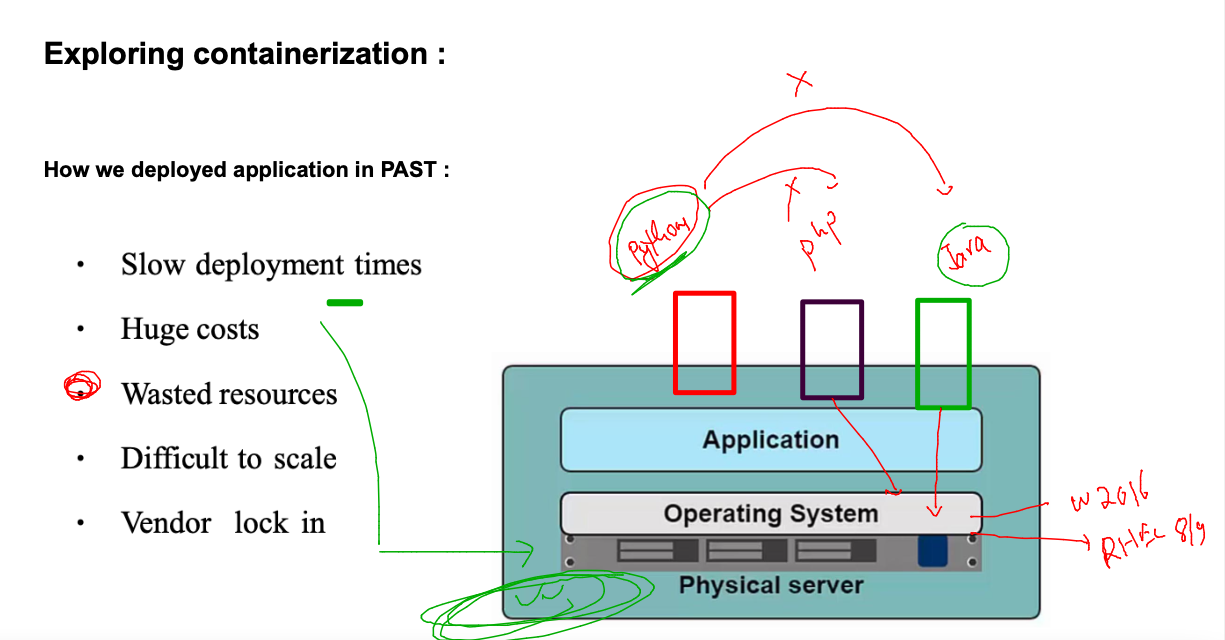 Exploring containerization :
How we deployed application in PAST :
· Slow deployment times
· Huge costs
· Wasted resources
· Difficult to scale
· Vendor lock in
X
X
Python
php
Java
Application
Operating System
Physical server
W2016
RHEL 8/9